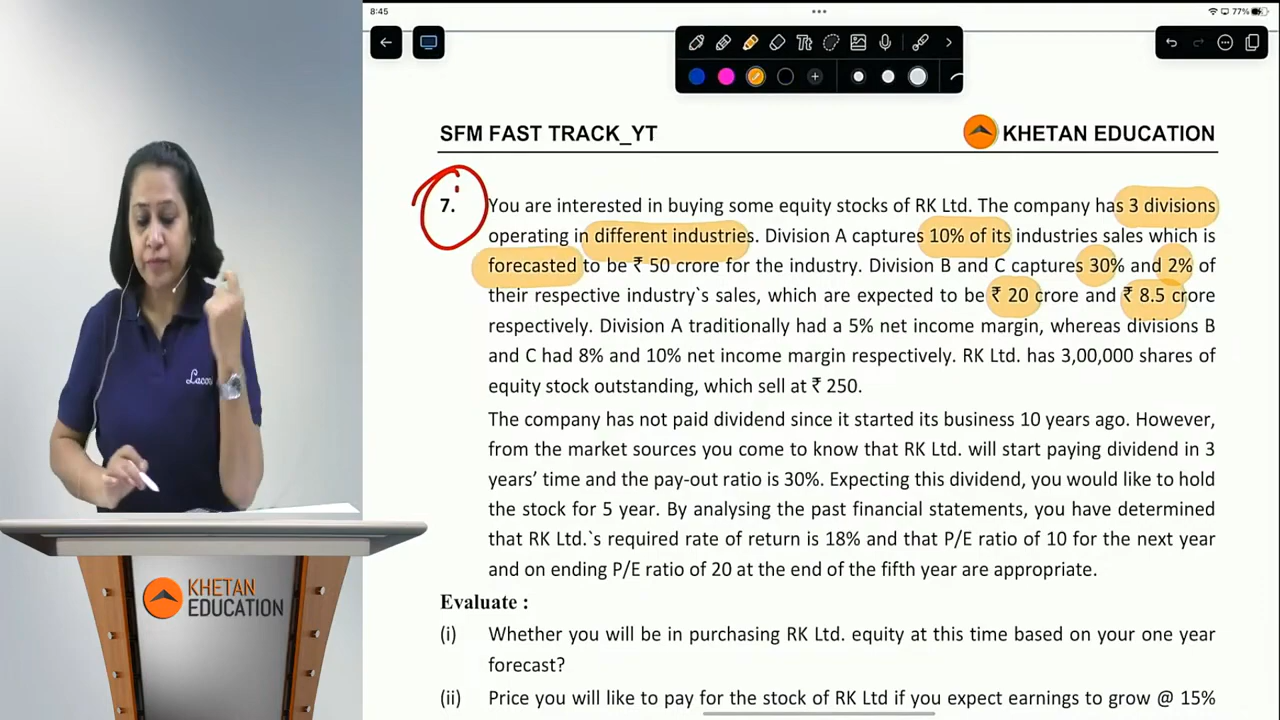 8:45
77%
SFM FAST TRACK_YT
KHETAN EDUCATION
7. You are interested in buying some equity stocks of RK Ltd. The company has 3 divisions
operating in different industries. Division A captures 10% of its industries sales which is
forecasted to be ₹ 50 crore for the industry. Division B and C captures 30% and 2% of
their respective industry`s sales, which are expected to be ₹ 20 crore and ₹ 8.5 crore
respectively. Division A traditionally had a 5% net income margin, whereas divisions B
and C had 8% and 10% net income margin respectively. RK Ltd. has 3,00,000 shares of
equity stock outstanding, which sell at ₹ 250.
The company has not paid dividend since it started its business 10 years ago. However,
from the market sources you come to know that RK Ltd. will start paying dividend in 3
years’ time and the pay-out ratio is 30%. Expecting this dividend, you would like to hold
the stock for 5 year. By analysing the past financial statements, you have determined
that RK Ltd.`s required rate of return is 18% and that P/E ratio of 10 for the next year
and on ending P/E ratio of 20 at the end of the fifth year are appropriate.
Evaluate :
(i) Whether you will be in purchasing RK Ltd. equity at this time based on your one year
forecast?
(ii) Price you will like to pay for the stock of RK Ltd if you expect earnings to grow @ 15%
KHETAN
EDUCATION